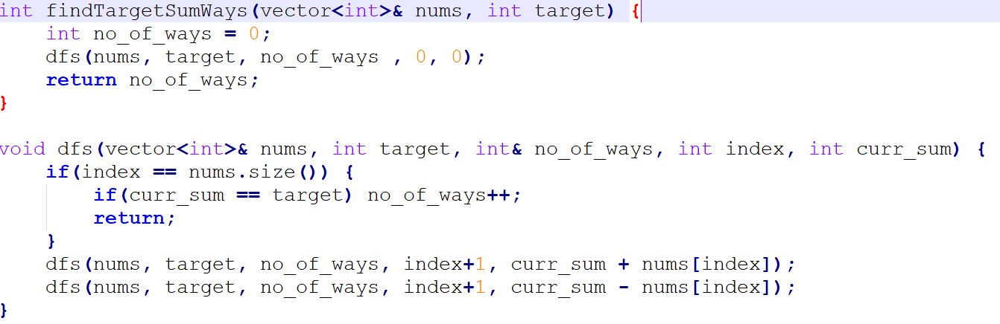 int findTargetSumWays(vector<int>& nums, int target) {
    int no_of_ways = 0;
    dfs(nums, target, no_of_ways , 0, 0);
    return no_of_ways;
}

void dfs(vector<int>& nums, int target, int& no_of_ways, int index, int curr_sum) {
    if(index == nums.size()) {
        if(curr_sum == target) no_of_ways++;
        return;
    }
    dfs(nums, target, no_of_ways, index+1, curr_sum + nums[index]);
    dfs(nums, target, no_of_ways, index+1, curr_sum - nums[index]);
}